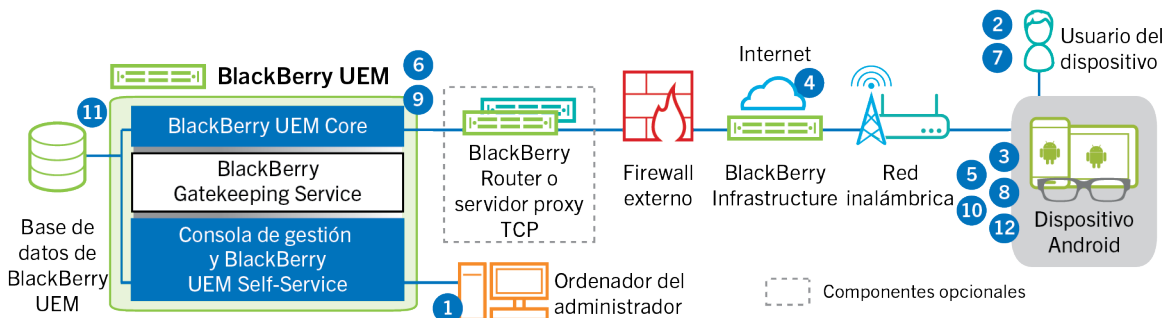 BlackBerry UEM
6
9
11
BlackBerry UEM Core
BlackBerry
Gatekeeping Service
Consola de gestión
y BlackBerry
UEM Self-Service
Base de
datos de
BlackBerry
UEM
1
Ordenador del
administrador
BlackBerry
Router o
servidor proxy
TCP
Firewall
externo
Internet
4
BlackBerry
Infrastructure
Red
inalámbrica
2
7
Usuario del
dispositivo
3
5
8
10
12
Dispositivo
Android
Componentes opcionales